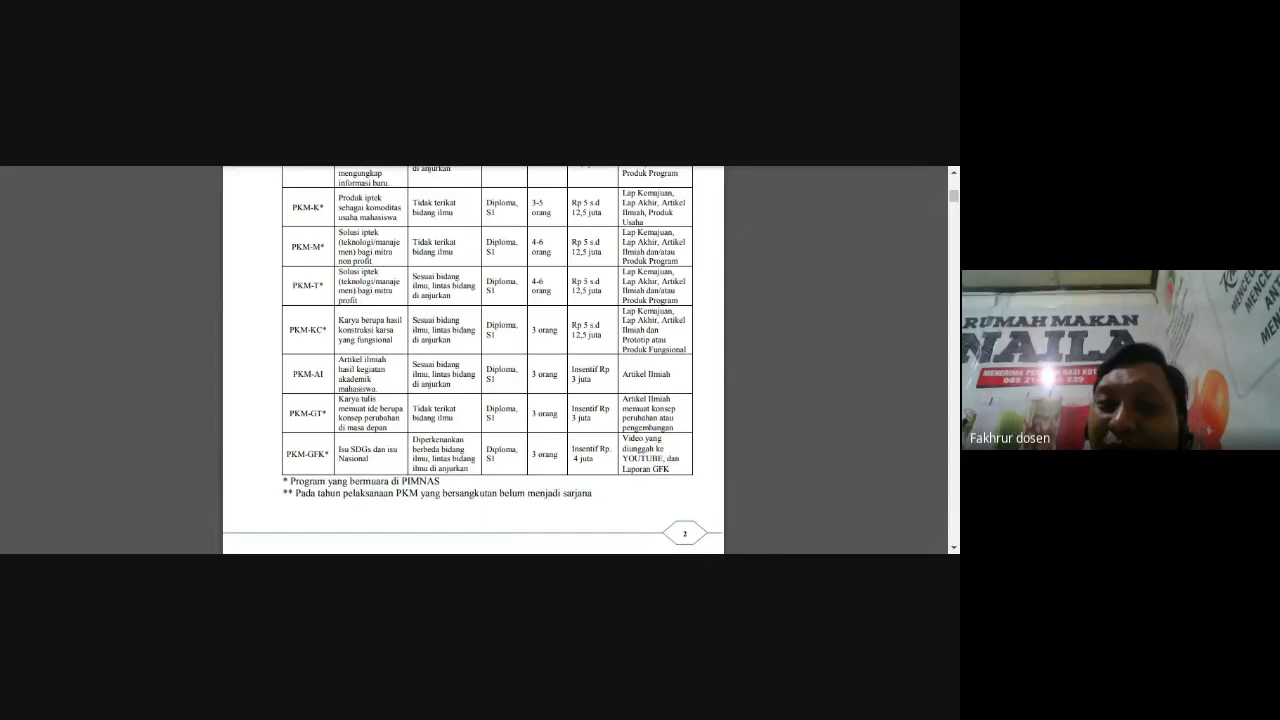 mengungkap
informasi baru.
di anjurkan
Produk Program
PKM-K*
Produk iptek
sebagai komoditas
usaha mahasiswa
Tidak terikat
bidang ilmu
Diploma,
S1
3-5
orang
Rp 5 s.d
12,5 juta
Lap Kemajuan,
Lap Akhir, Artikel
Ilmiah, Produk
Usaha
PKM-M*
Solusi iptek
(teknologi/manaje
men) bagi mitra
non profit
Tidak terikat
bidang ilmu
Diploma,
S1
4-6
orang
Rp 5 s.d
12,5 juta
Lap Kemajuan,
Lap Akhir, Artikel
Ilmiah dan/atau
Produk Program
PKM-T*
Solusi iptek
(teknologi/manaje
men) bagi mitra
profit
Sesuai bidang
ilmu, lintas bidang
di anjurkan
Diploma,
S1
4-6
orang
Rp 5 s.d
12,5 juta
Lap Kemajuan,
Lap Akhir, Artikel
Ilmiah dan/atau
Produk Program
PKM-KC*
Karya berupa hasil
konstruksi karsa
yang fungsional
Sesuai bidang
ilmu, lintas bidang
di anjurkan
Diploma,
S1
3 orang
Rp 5 s.d
12,5 juta
Lap Kemajuan,
Lap Akhir, Artikel
Ilmiah dan
Prototip atau
Produk Fungsional
PKM-AI
Artikel ilmiah
hasil kegiatan
akademik
mahasiswa.
Sesuai bidang
ilmu, lintas bidang
di anjurkan
Diploma,
S1
3 orang
Insentif Rp
3 juta
Artikel Ilmiah
PKM-GT*
Karya tulis
memuat ide berupa
konsep perubahan
di masa depan
Tidak terikat
bidang ilmu
Diploma,
S1
3 orang
Insentif Rp
3 juta
Artikel Ilmiah
memuat konsep
perubahan atau
pengembangan
PKM-GFK*
Isu SDGs dan isu
Nasional
Diperkenankan
berbeda bidang
ilmu, lintas bidang
ilmu di anjurkan
Diploma,
S1
3 orang
Insentif Rp.
4 juta
Video yang
diunggah ke
YOUTUBE, dan
Laporan GFK
* Program yang bermuara di PIMNAS
** Pada tahun pelaksanaan PKM yang bersangkutan belum menjadi sarjana
2
RUMAH MAKAN
NAILA
MENERIMA NASI KOT
Fakhrur dosen